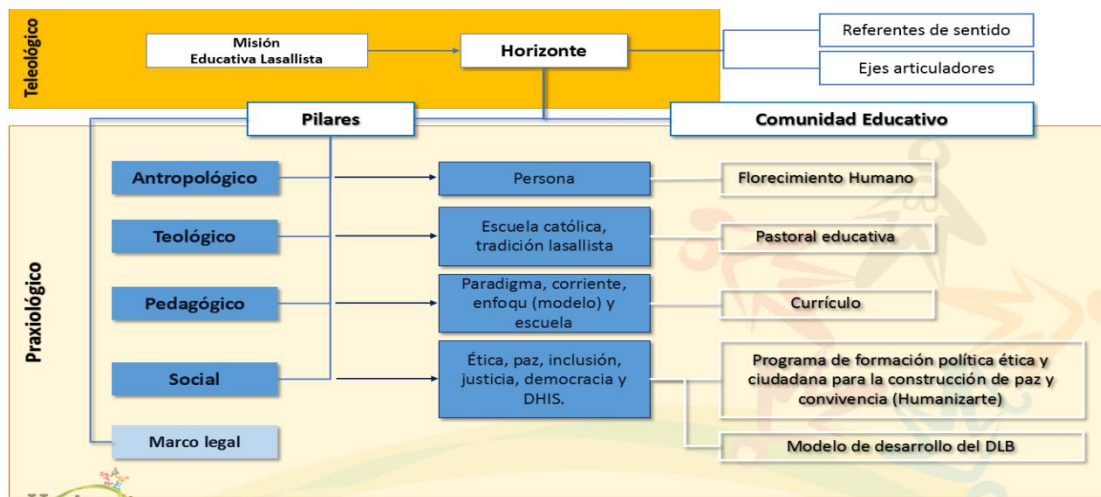 Teleológico
Misión
Educativa Lasallista
Horizonte
Referentes de sentido
Ejes articuladores
Pilares
Comunidad Educativo
Praxiológico
Antropológico
Persona
Florecimiento Humano
Teológico
Escuela católica,
tradición lasallista
Pastoral educativa
Pedagógico
Paradigma, corriente,
enfoqu (modelo) y
escuela
Currículo
Social
Ética, paz, inclusión,
justicia, democracia y
DHIS.
Programa de formación política ética y
ciudadana para la construcción de paz y
convivencia (Humanizarte)
Marco legal
Modelo de desarrollo del DLB